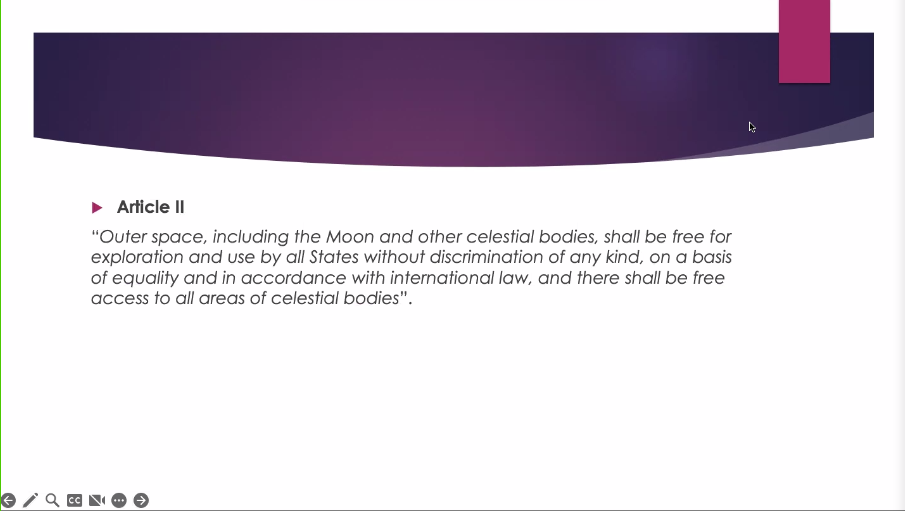 Article II
“Outer space, including the Moon and other celestial bodies, shall be free for
exploration and use by all States without discrimination of any kind, on a basis
of equality and in accordance with international law, and there shall be free
access to all areas of celestial bodies”.
CC